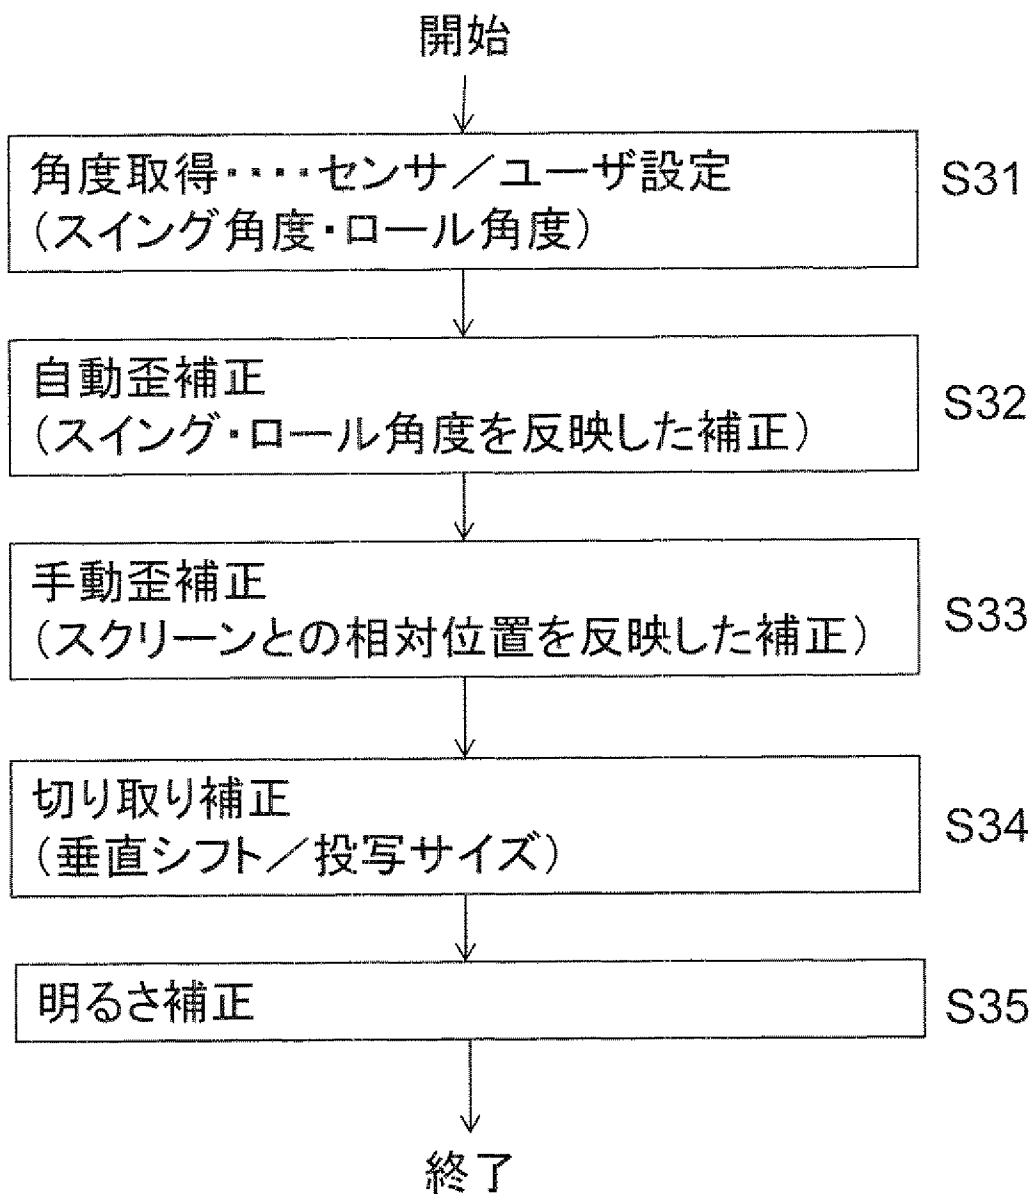 開始
角度取得‥‥センサ／ユーザ設定
（スイング角度・ロール角度）
S31
自動歪補正
（スイング・ロール角度を反映した補正）
S32
手動歪補正
（スクリーンとの相対位置を反映した補正）
S33
切り取り補正
（垂直シフト／投写サイズ）
S34
明るさ補正
S35
終了